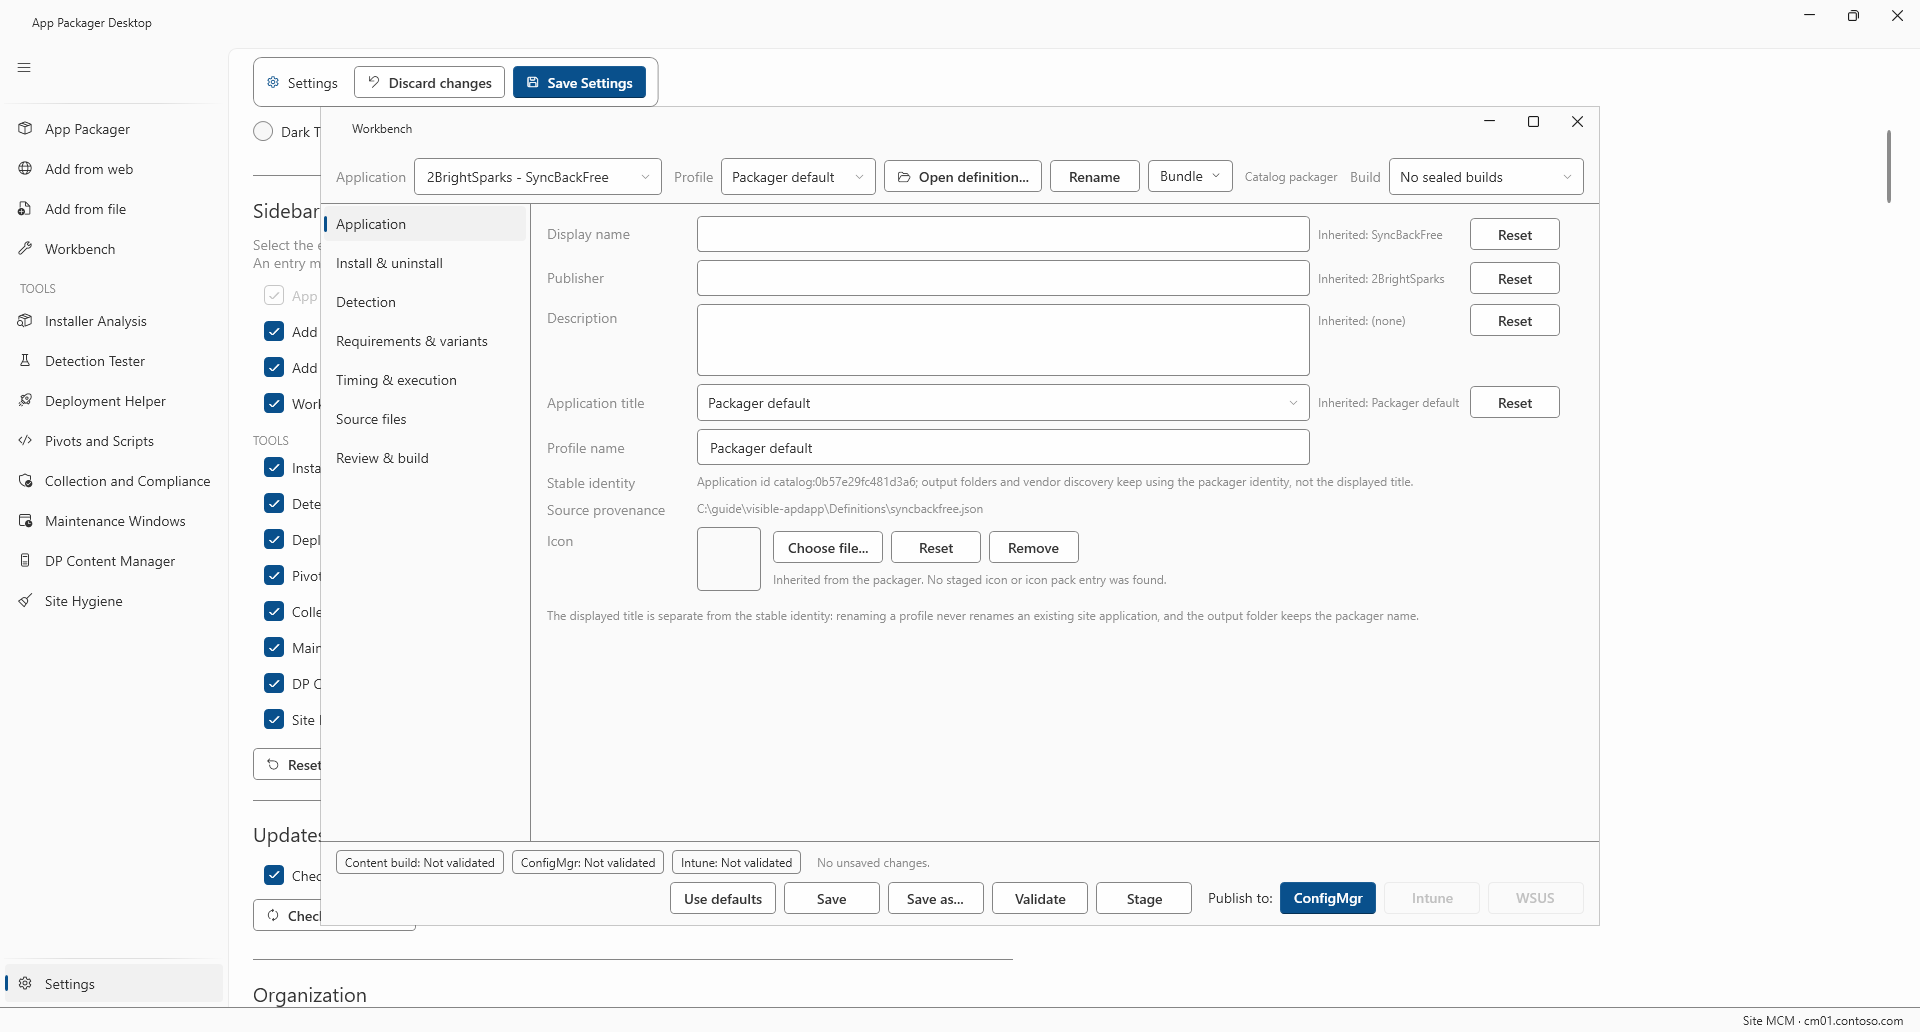 App Packager Desktop
App Packager
Add from web
Add from file
Workbench
TOOLS
Installer Analysis
Detection Tester
Deployment Helper
Pivots and Scripts
Collection and Compliance
Maintenance Windows
DP Content Manager
Site Hygiene
Settings
Settings
Discard changes
Save Settings
Dark T
Sidebar
Select the e
An entry m
App
Add
Add
Work
TOOLS
Insta
Dete
Depl
Pivot
Colle
Main
DP C
Site
Reset
Updates
Chec
Check
Organization
Workbench
Application 2BrightSparks - SyncBackFree Profile Packager default Open definition... Rename Bundle Catalog packager Build No sealed builds
Application
Install & uninstall
Detection
Requirements & variants
Timing & execution
Source files
Review & build
Display name Inherited: SyncBackFree Reset
Publisher Inherited: 2BrightSparks Reset
Description Inherited: (none) Reset
Application title Packager default Inherited: Packager default Reset
Profile name Packager default
Stable identity Application id catalog:0b57e29fc481d3a6; output folders and vendor discovery keep using the packager identity, not the displayed title.
Source provenance C:\guide\visible-apdapp\Definitions\syncbackfree.json
Icon Choose file... Reset Remove
Inherited from the packager. No staged icon or icon pack entry was found.
The displayed title is separate from the stable identity: renaming a profile never renames an existing site application, and the output folder keeps the packager name.
Content build: Not validated ConfigMgr: Not validated Intune: Not validated No unsaved changes.
Use defaults Save Save as... Validate Stage Publish to: ConfigMgr Intune WSUS
Site MCM · cm01.contoso.com